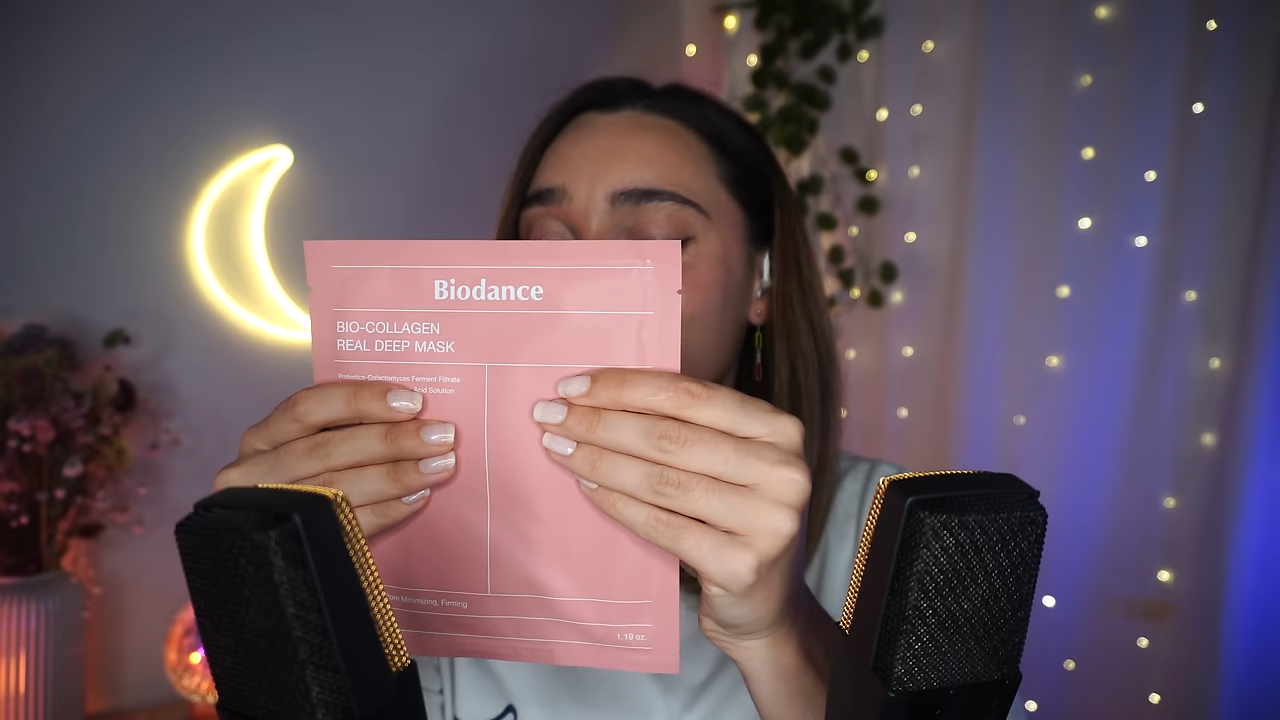 Biodance
BIO-COLLAGEN
REAL DEEP MASK
Probiotics-Galactomyces Ferment Filtrate
Acid Solution
Minimizing, Firming
1.19 oz.